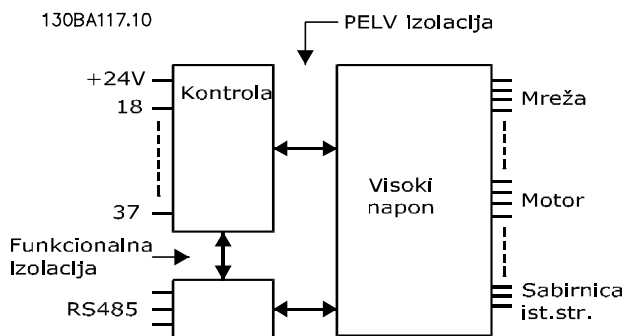 130BA117.10
PELV Izolacija
+24V
Kontrola
18
Mreža
Visoki
napon
37
Motor
Funkcionalna
Izolacija
RS485
Sabirnica
ist.str.